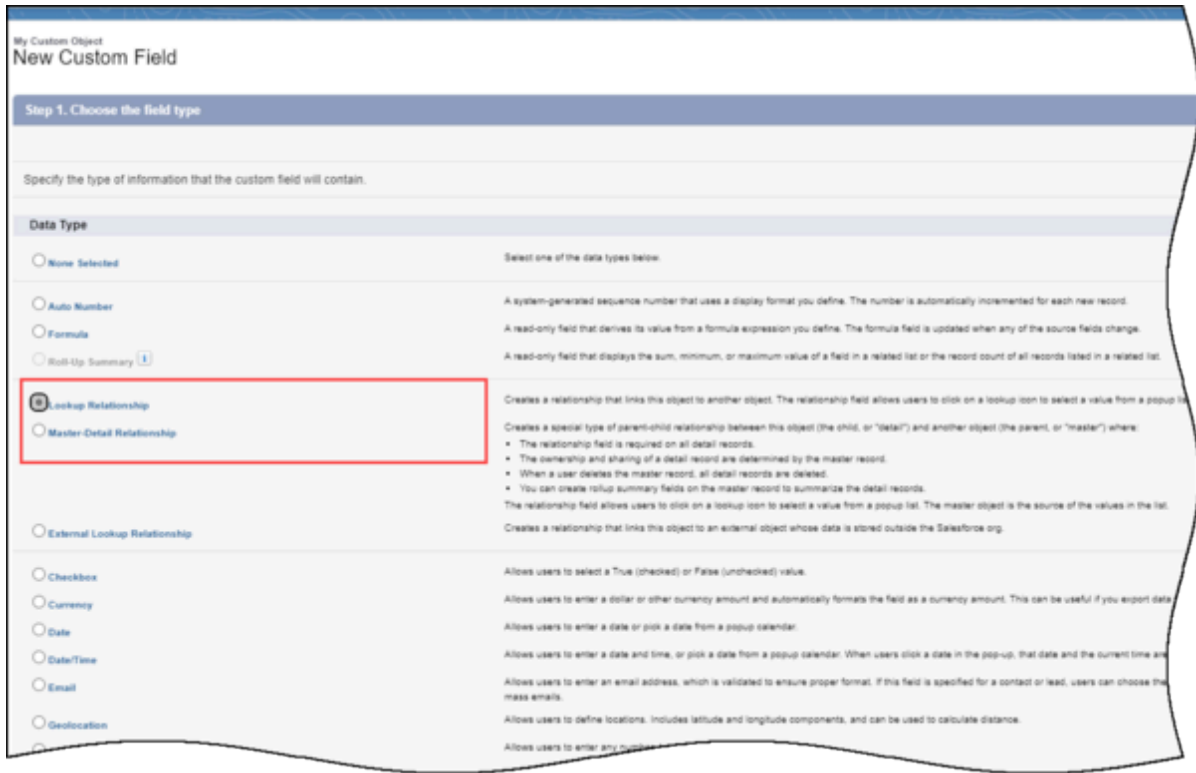 My Custom Object
New Custom Field
Step 1. Choose the field type
Specify the type of information that the custom field will contain.
Data Type
None Selected Select one of the data types below.
Auto Number A system-generated sequence number that uses a display format you define. The number is automatically incremented for each new record.
Formula A read-only field that derives its value from a formula expression you define. The formula field is updated when any of the source fields change.
Roll-Up Summary i A read-only field that displays the sum, minimum, or maximum value of a field in a related list or the record count of all records listed in a related list.
Lookup Relationship Creates a relationship that links this object to another object. The relationship field allows users to click on a lookup icon to select a value from a popup
Master-Detail Relationship Creates a special type of parent-child relationship between this object (the child, or "detail") and another object (the parent, or "master") where:
• The relationship field is required on all detail records.
• The ownership and sharing of a detail record are determined by the master record.
• When a user deletes the master record, all detail records are deleted.
• You can create rollup summary fields on the master record to summarize the detail records.
The relationship field allows users to click on a lookup icon to select a value from a popup list. The master object is the source of the values in the list.
External Lookup Relationship Creates a relationship that links this object to an external object whose data is stored outside the Salesforce org.
Checkbox Allows users to select a True (checked) or False (unchecked) value.
Currency Allows users to enter a dollar or other currency amount and automatically formats the field as a currency amount. This can be useful if you export data
Date Allows users to enter a date or pick a date from a popup calendar.
Date/Time Allows users to enter a date and time, or pick a date from a popup calendar. When users click a date in the pop-up, that date and the current time are
Email Allows users to enter an email address, which is validated to ensure proper format. If this field is specified for a contact or lead, users can choose the
mass emails.
Geolocation Allows users to define locations. Includes latitude and longitude components, and can be used to calculate distance.
Allows users to enter any number